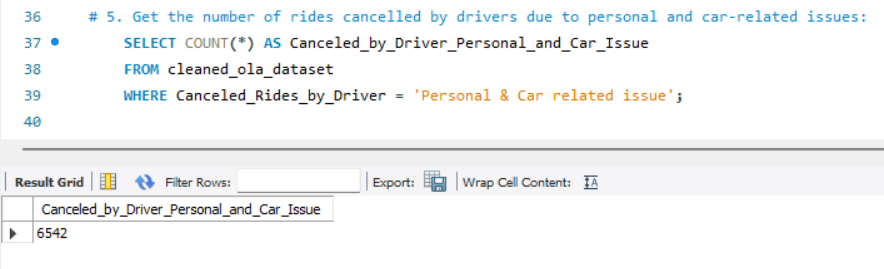 36 # 5. Get the number of rides cancelled by drivers due to personal and car-related issues:
37 SELECT COUNT(*) AS Canceled_by_Driver_Personal_and_Car_Issue
38 FROM cleaned_ola_dataset
39 WHERE Canceled_Rides_by_Driver = 'Personal & Car related issue';
40
Result Grid Filter Rows: Export: Wrap Cell Content: IA
Canceled_by_Driver_Personal_and_Car_Issue
6542